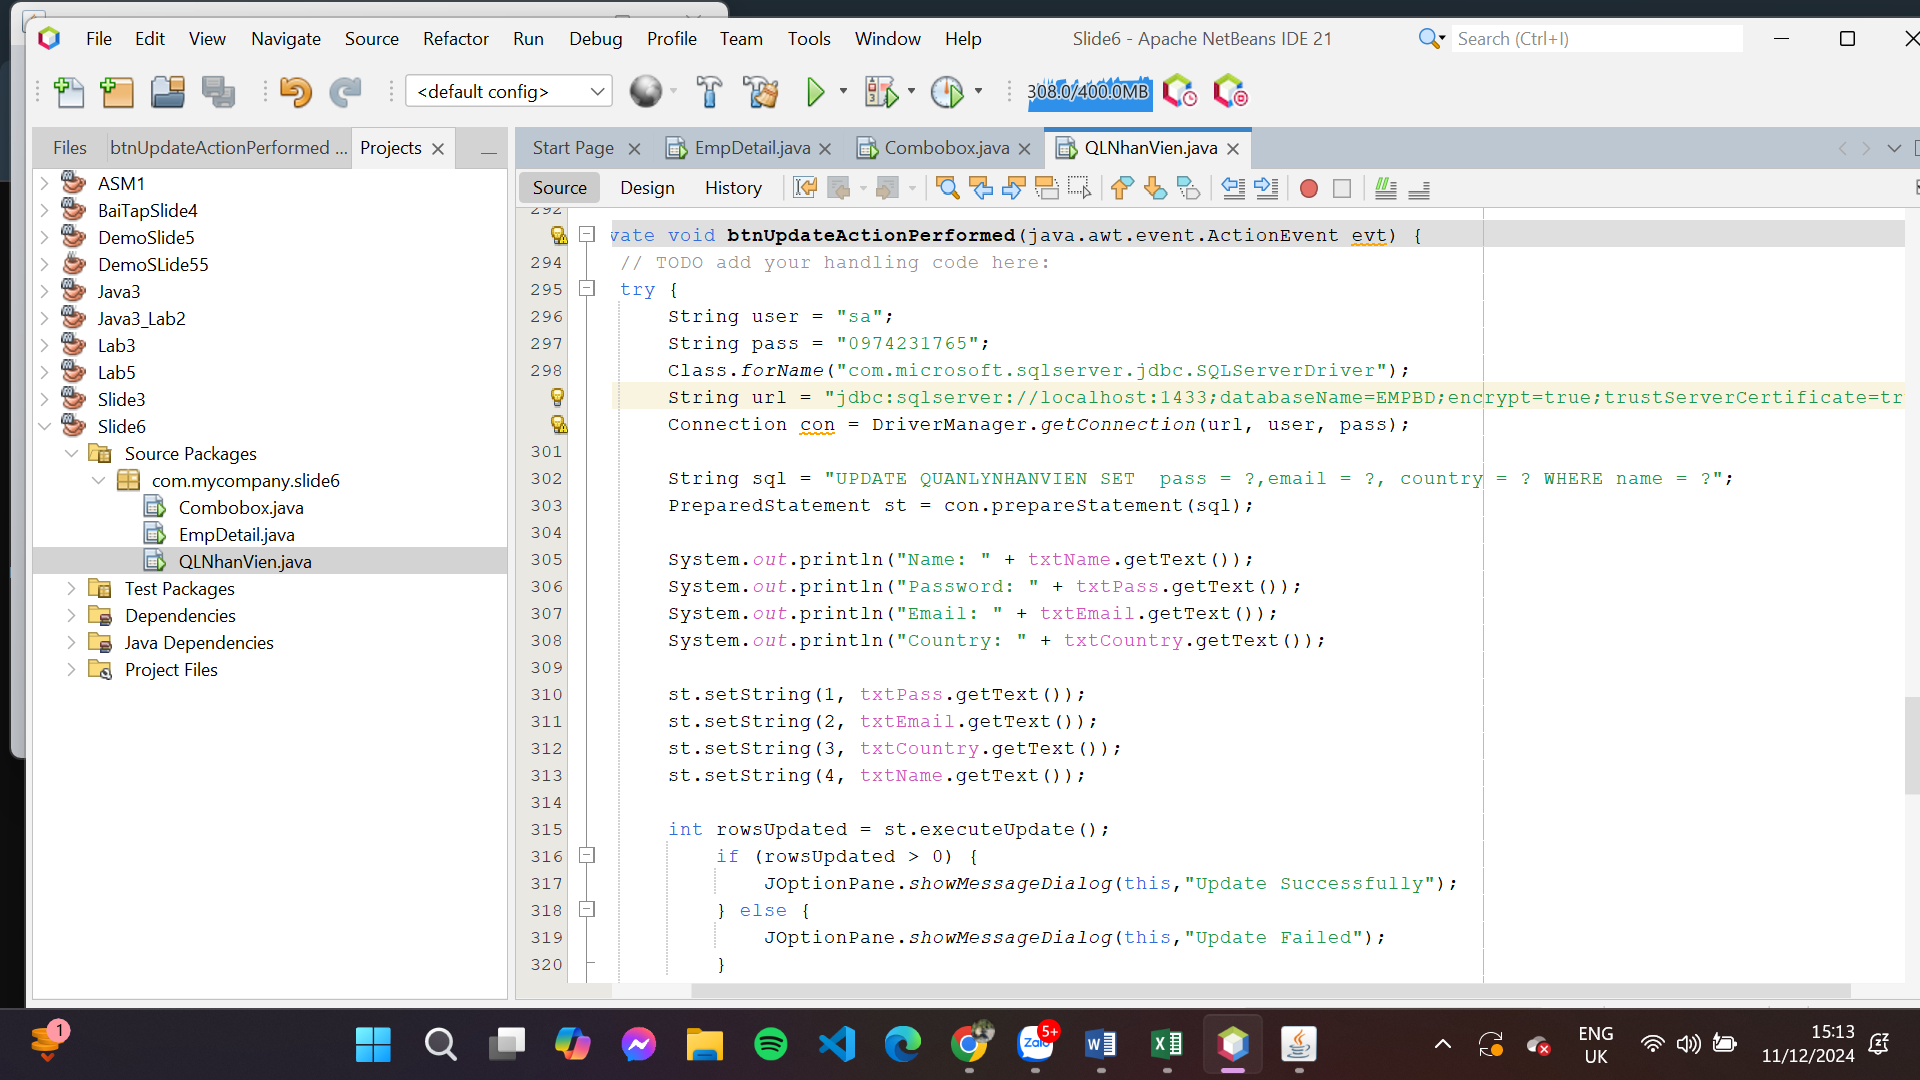 File Edit View Navigate Source Refactor Run Debug Profile Team Tools Window Help
Slide6 - Apache NetBeans IDE 21
Search (Ctrl+I)
<default config>
308.0/400.0MB
Files btnUpdateActionPerformed ... Projects
Start Page EmpDetail.java Combobox.java QLNhanVien.java
Source Design History
ASM1
BaiTapSlide4
DemoSlide5
DemoSLide55
Java3
Java3_Lab2
Lab3
Lab5
Slide3
Slide6
Source Packages
com.mycompany.slide6
Combobox.java
EmpDetail.java
QLNhanVien.java
Test Packages
Dependencies
Java Dependencies
Project Files
292
vate void btnUpdateActionPerformed(java.awt.event.ActionEvent evt) {
294 // TODO add your handling code here:
295 try {
296 String user = "sa";
297 String pass = "0974231765";
298 Class.forName("com.microsoft.sqlserver.jdbc.SQLServerDriver");
String url = "jdbc:sqlserver://localhost:1433;databaseName=EMPBD;encrypt=true;trustServerCertificate=tr
Connection con = DriverManager.getConnection(url, user, pass);
301
302 String sql = "UPDATE QUANLYNHANVIEN SET  pass = ?,email = ?, country = ? WHERE name = ?";
303 PreparedStatement st = con.prepareStatement(sql);
304
305 System.out.println("Name: " + txtName.getText());
306 System.out.println("Password: " + txtPass.getText());
307 System.out.println("Email: " + txtEmail.getText());
308 System.out.println("Country: " + txtCountry.getText());
309
310 st.setString(1, txtPass.getText());
311 st.setString(2, txtEmail.getText());
312 st.setString(3, txtCountry.getText());
313 st.setString(4, txtName.getText());
314
315 int rowsUpdated = st.executeUpdate();
316 if (rowsUpdated > 0) {
317 JOptionPane.showMessageDialog(this,"Update Successfully");
318 } else {
319 JOptionPane.showMessageDialog(this,"Update Failed");
320 }
1
Zalo
5+
ENG
UK
15:13
11/12/2024